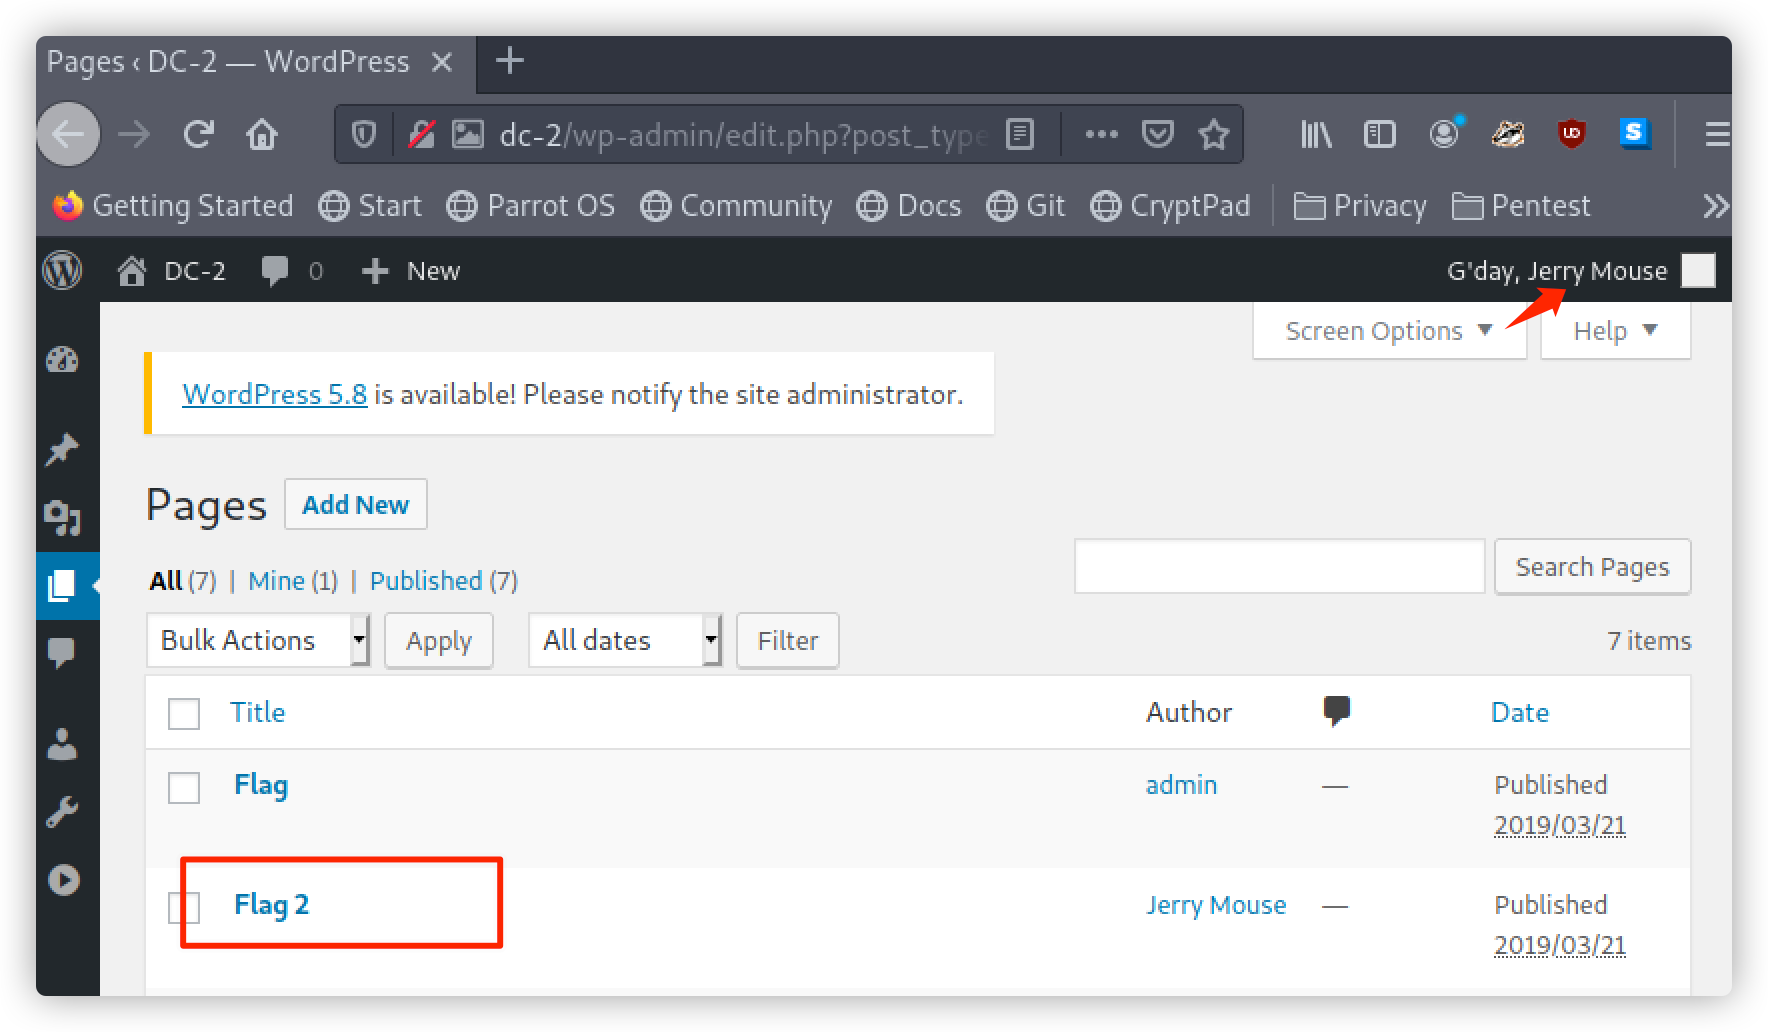 Pages ‹ DC-2 — WordPress
dc-2/wp-admin/edit.php?post_type
Getting Started Start Parrot OS Community Docs Git CryptPad Privacy Pentest
DC-2 0 New G'day, Jerry Mouse
Screen Options Help
WordPress 5.8 is available! Please notify the site administrator.
Pages Add New
All (7) | Mine (1) | Published (7)
Search Pages
Bulk Actions Apply All dates Filter 7 items
Title Author Date
Flag admin — Published
2019/03/21
Flag 2 Jerry Mouse — Published
2019/03/21